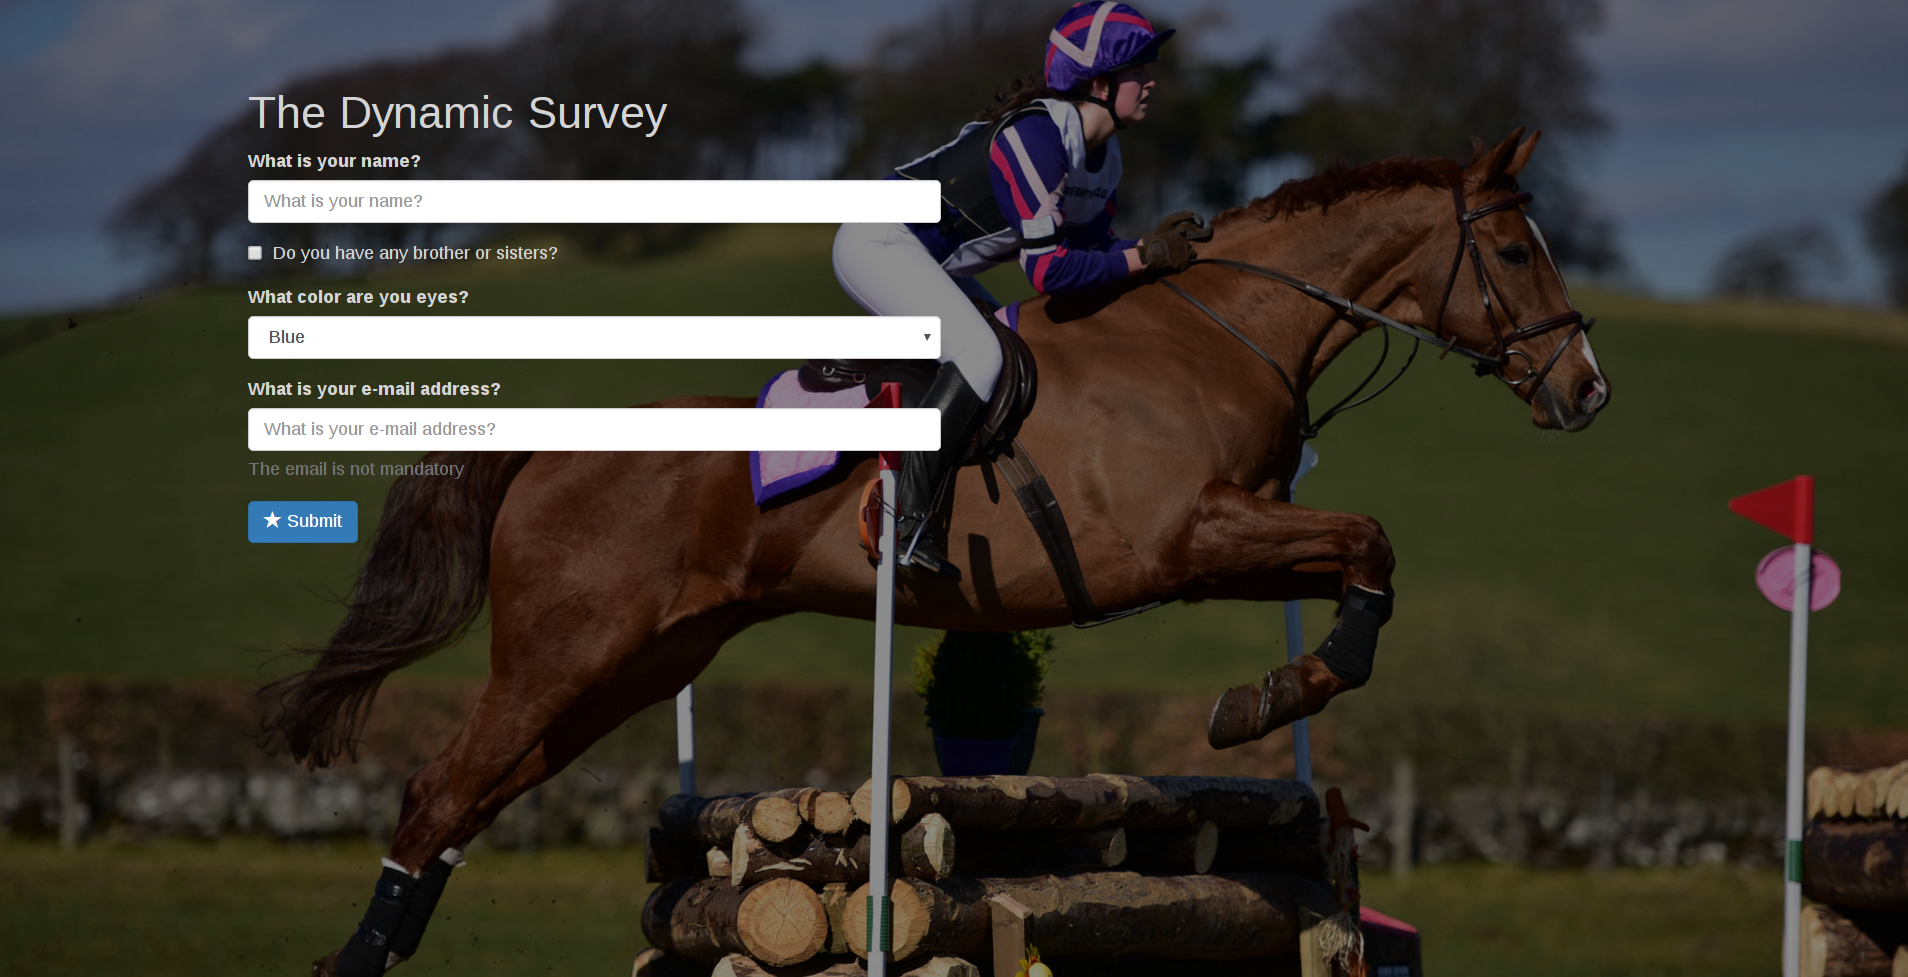 The Dynamic Survey
What is your name?
What is your name?
Do you have any brother or sisters?
What color are you eyes?
Blue
What is your e-mail address?
What is your e-mail address?
The email is not mandatory
Submit